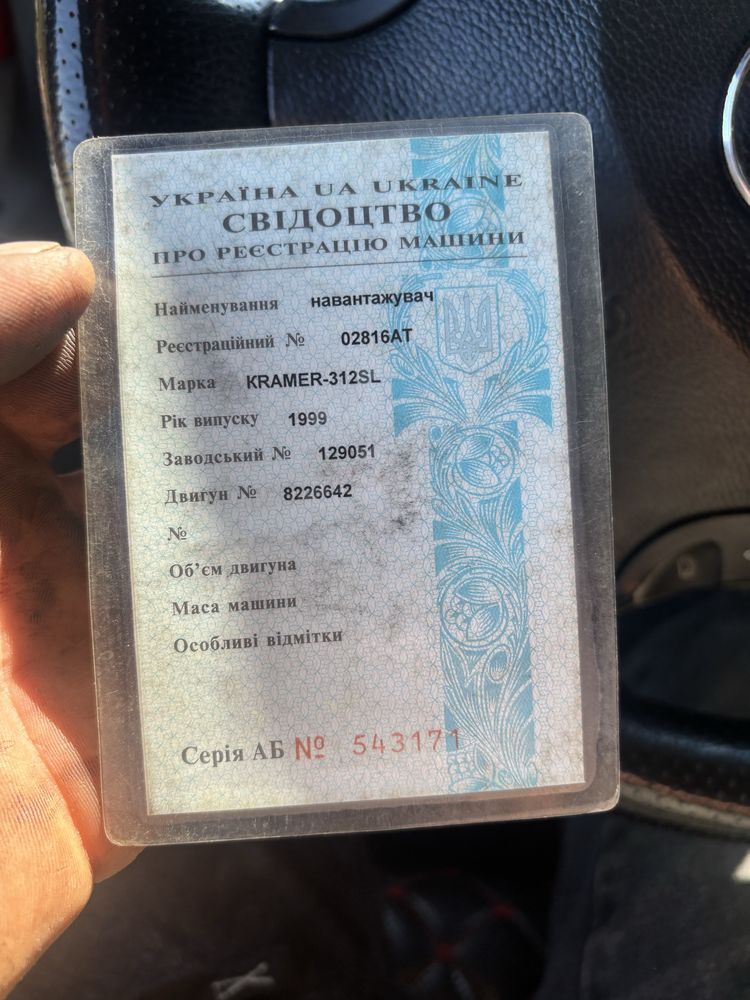 УКРАЇНА UA UKRAINE
СВІДОЦТВО
ПРО РЕЄСТРАЦІЮ МАШИНИ
Найменування навантажувач
Реєстраційний № 02816АТ
Марка KRAMER-312SL
Рік випуску 1999
Заводський № 129051
Двигун № 8226642
№
Об'єм двигуна
Маса машини
Особливі відмітки
Серія АБ № 543171